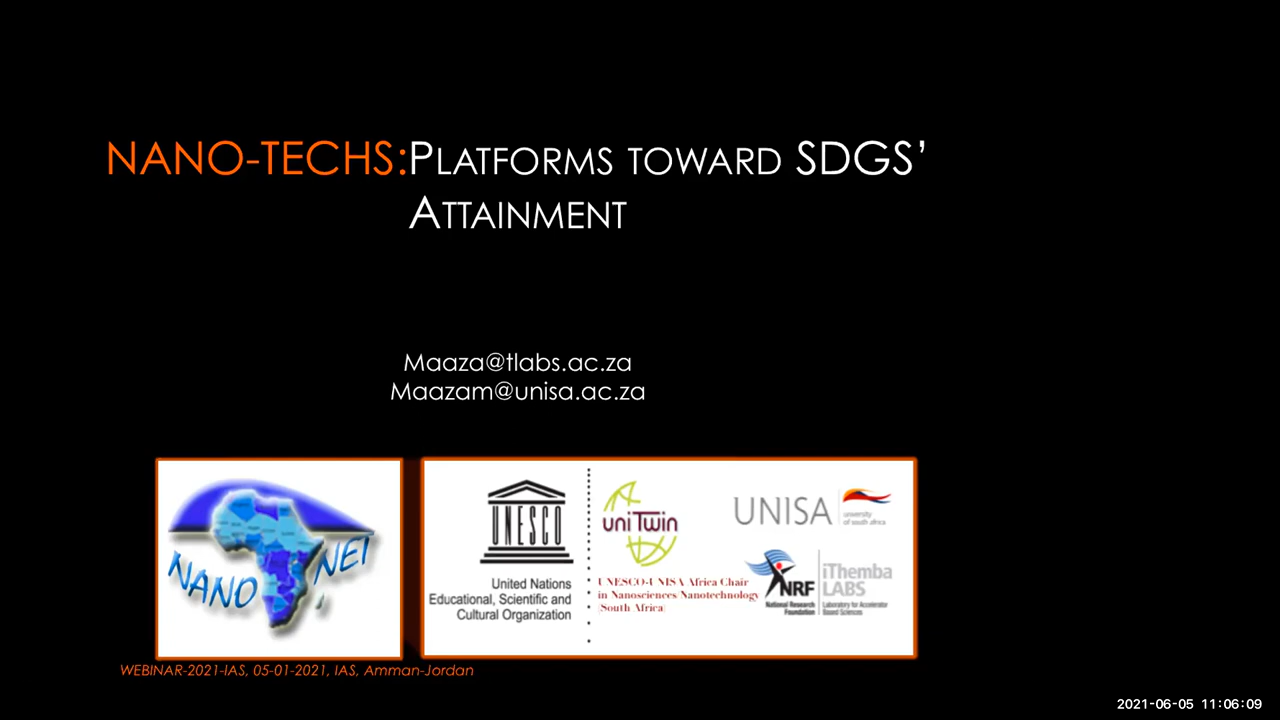 NANO-TECHS:PLATFORMS TOWARD SDGS'
ATTAINMENT
Maaza@tlabs.ac.za
Maazam@unisa.ac.za
NANO NET
UNESCO
United Nations
Educational, Scientific and
Cultural Organization
uniTwin
UNESCO-UNISA Africa Chair
in Nanosciences Nanotechnology
(South Africa)
UNISA
university
of south africa
NRF
National Research
Foundation
iThemba
LABS
Laboratory for Accelerator
Based Sciences
WEBINAR-2021-IAS, 05-01-2021, IAS, Amman-Jordan
2021-06-05 11:06:09